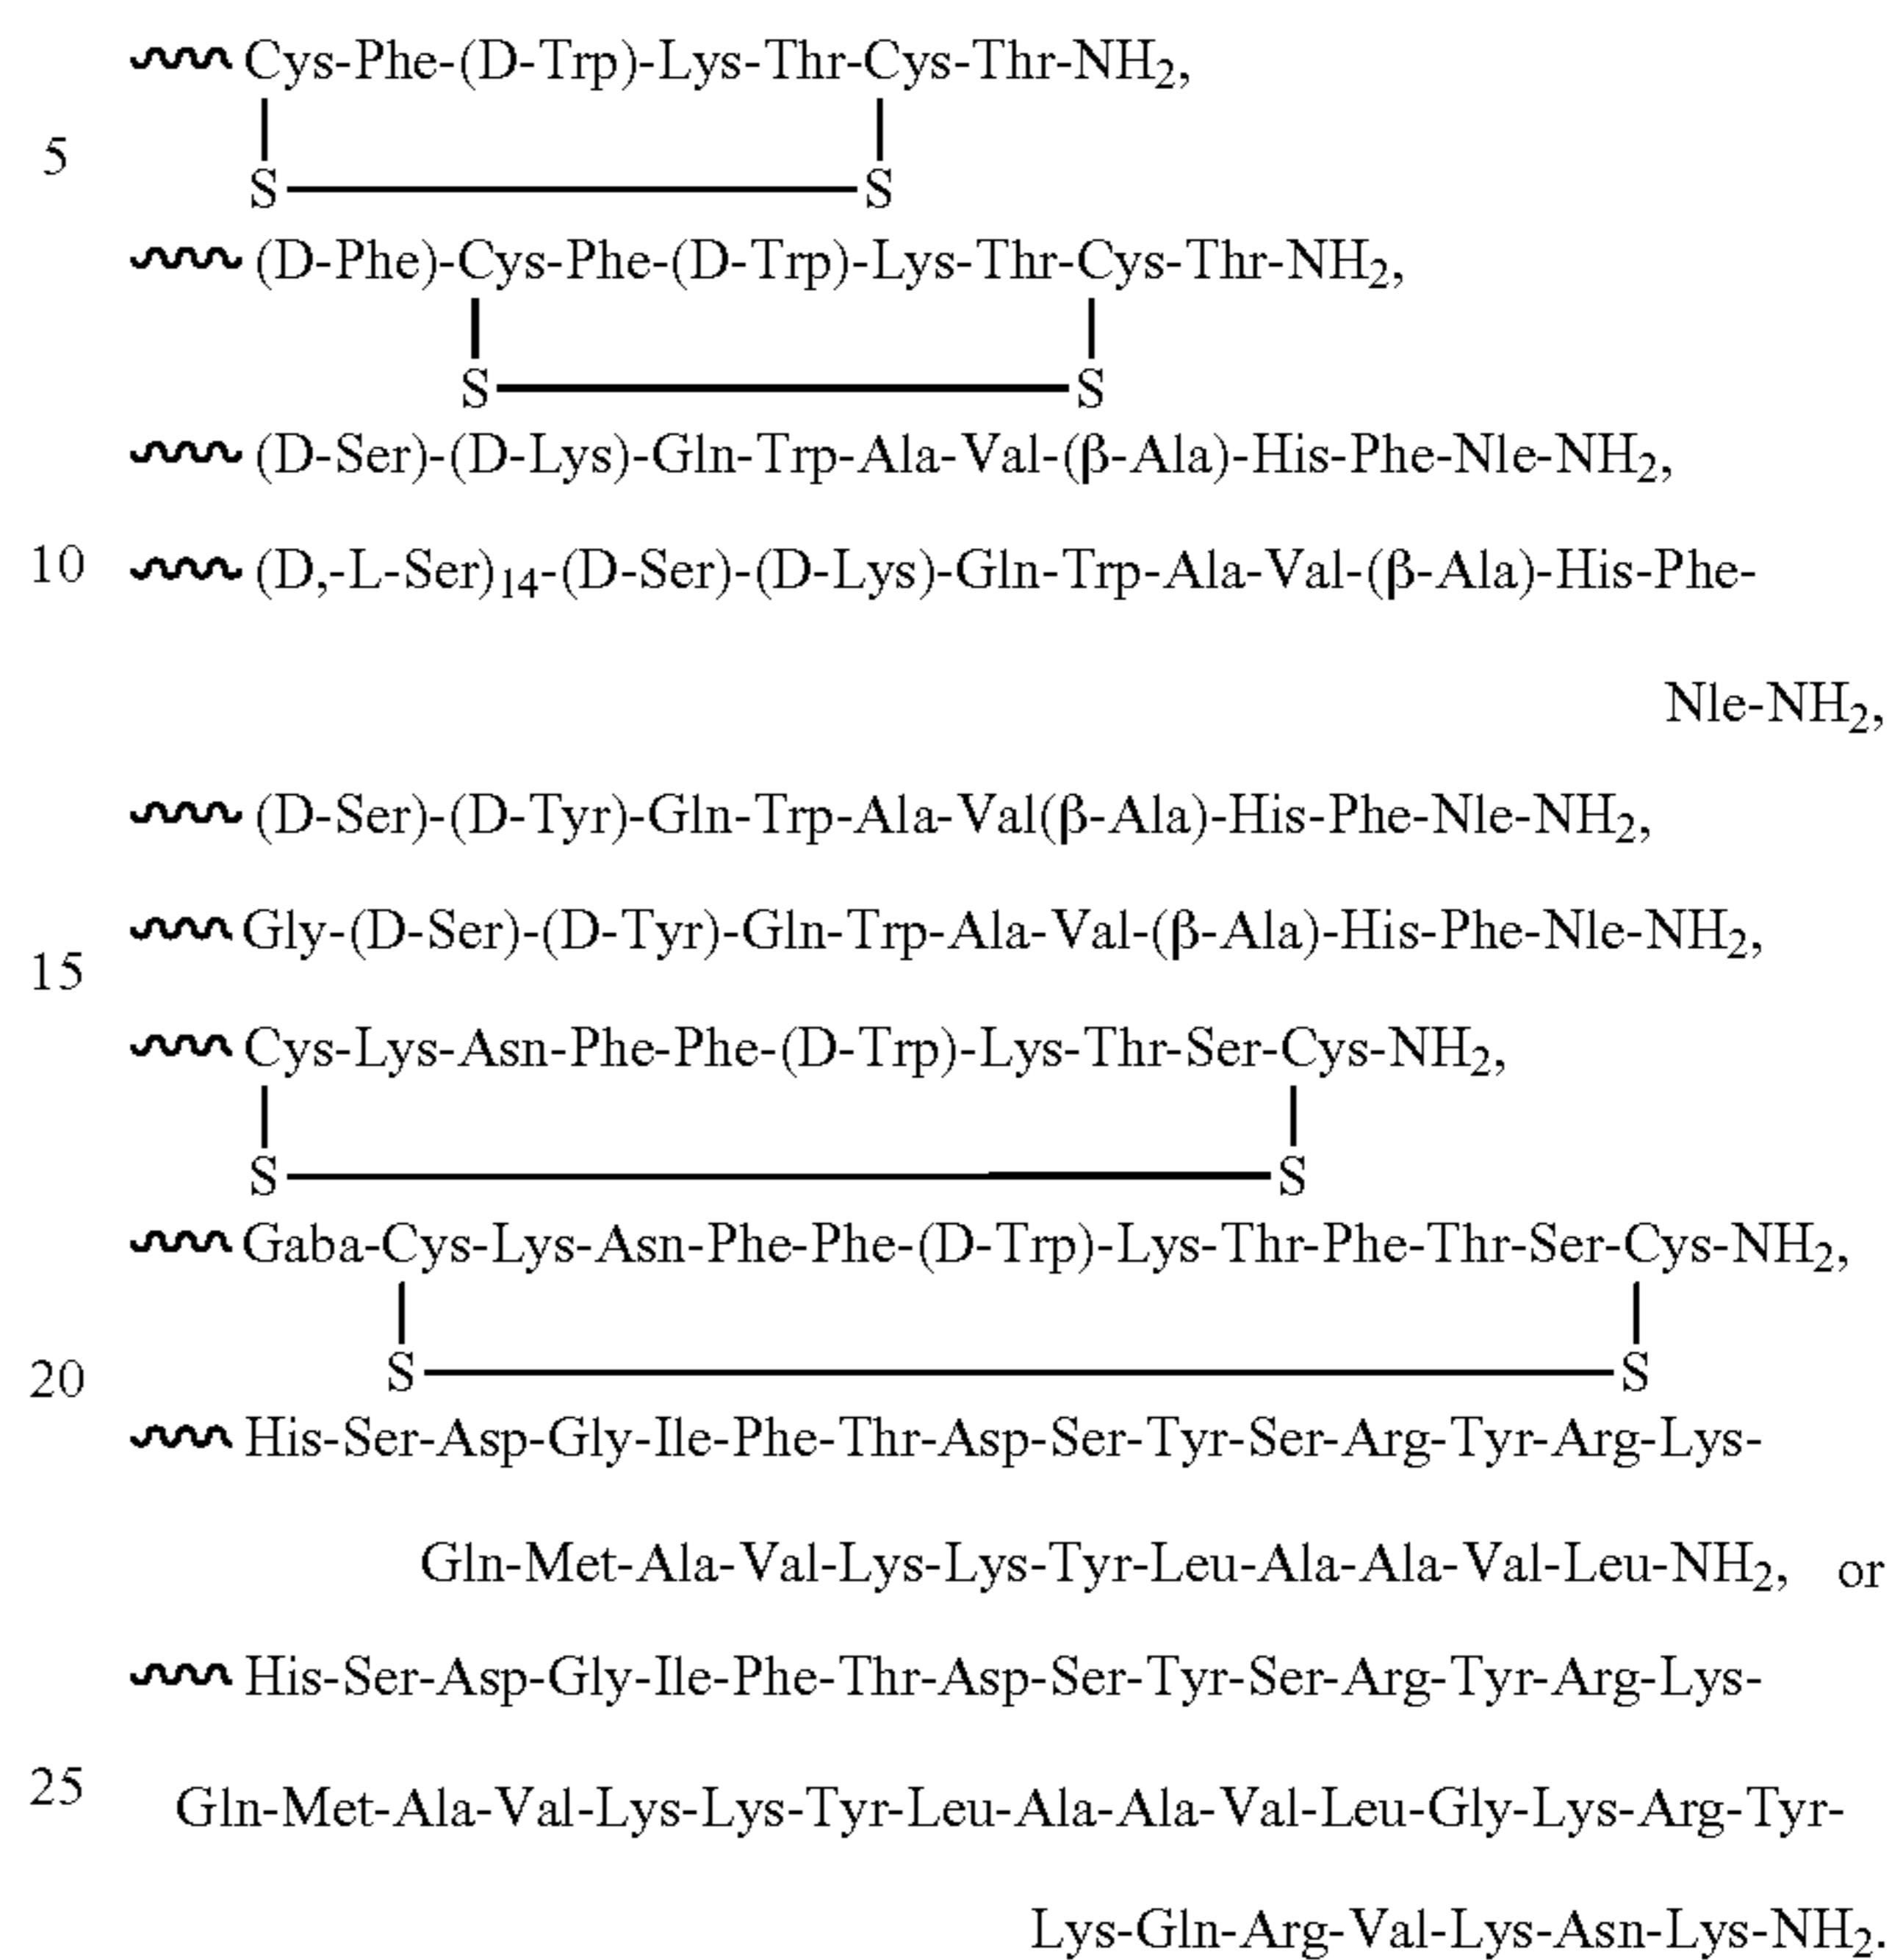 Cys-Phe-(D-Trp)-Lys-Thr-Cys-Thr-NH₂,
5
S S
(D-Phe)-Cys-Phe-(D-Trp)-Lys-Thr-Cys-Thr-NH₂,
S S
(D-Ser)-(D-Lys)-Gln-Trp-Ala-Val-(β-Ala)-His-Phe-Nle-NH₂,
10 (D,-L-Ser)₁₄-(D-Ser)-(D-Lys)-Gln-Trp-Ala-Val-(β-Ala)-His-Phe-
Nle-NH₂,
(D-Ser)-(D-Tyr)-Gln-Trp-Ala-Val(β-Ala)-His-Phe-Nle-NH₂,
Gly-(D-Ser)-(D-Tyr)-Gln-Trp-Ala-Val-(β-Ala)-His-Phe-Nle-NH₂,
15
Cys-Lys-Asn-Phe-Phe-(D-Trp)-Lys-Thr-Ser-Cys-NH₂,
S S
Gaba-Cys-Lys-Asn-Phe-Phe-(D-Trp)-Lys-Thr-Phe-Thr-Ser-Cys-NH₂,
20 S S
His-Ser-Asp-Gly-Ile-Phe-Thr-Asp-Ser-Tyr-Ser-Arg-Tyr-Arg-Lys-
Gln-Met-Ala-Val-Lys-Lys-Tyr-Leu-Ala-Ala-Val-Leu-NH₂, or
His-Ser-Asp-Gly-Ile-Phe-Thr-Asp-Ser-Tyr-Ser-Arg-Tyr-Arg-Lys-
25 Gln-Met-Ala-Val-Lys-Lys-Tyr-Leu-Ala-Ala-Val-Leu-Gly-Lys-Arg-Tyr-
Lys-Gln-Arg-Val-Lys-Asn-Lys-NH₂.